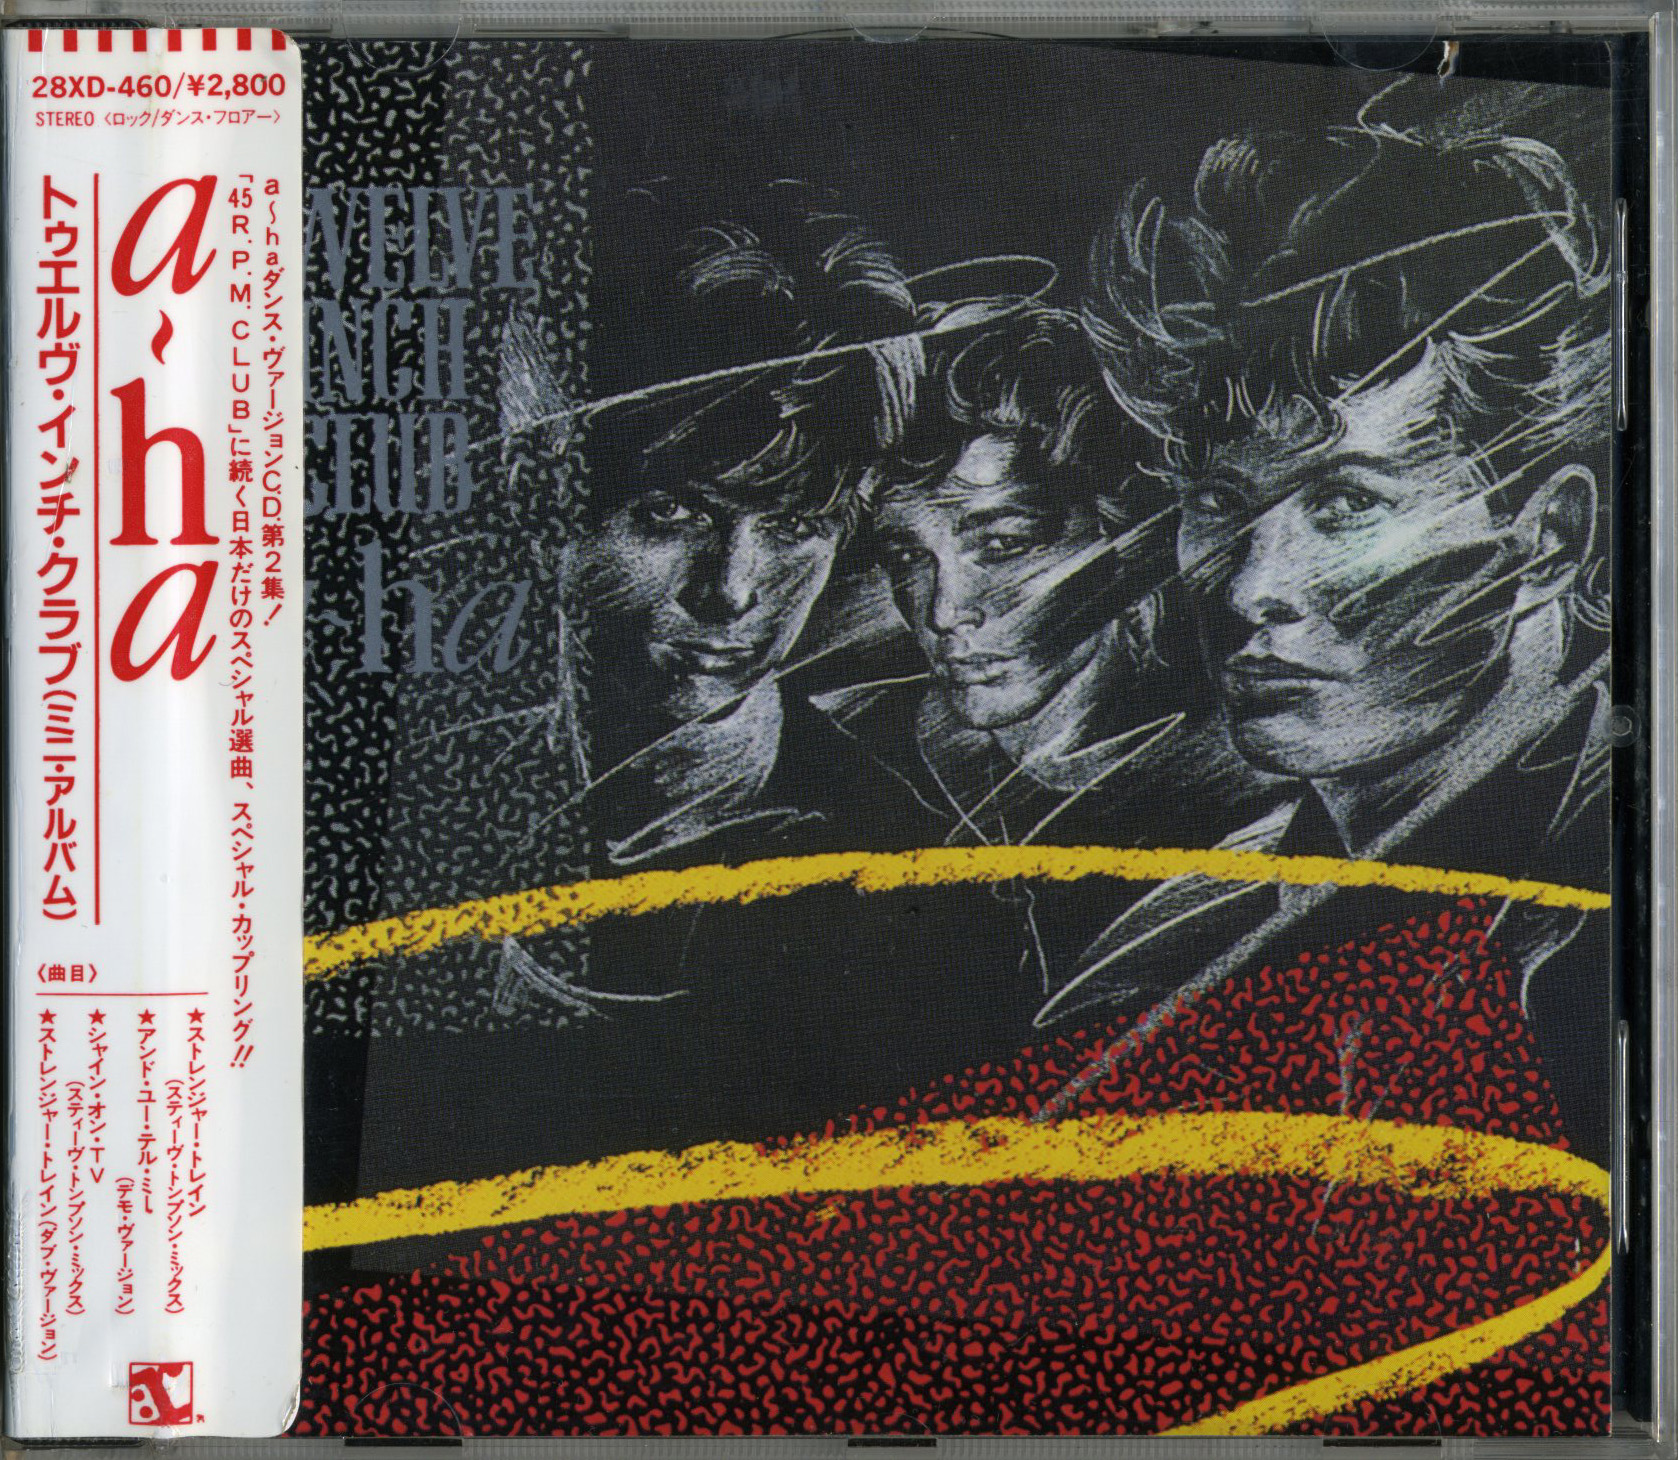 28XD-460/¥2,800
STEREO〈ロック/ダンス・フロアー〉
a〜haダンス・ヴァージョンC.D.第2集!
「45 R.P.M. CLUB」に続く日本だけのスペシャル選曲、スペシャル・カップリング!!
a~ha
トゥエルヴ・インチ・クラブ(ミニ・アルバム)
〈曲目〉
★ストレンジャー・トレイン
(スティーヴ・トンプソン・ミックス)
★アンド・ユー・テル・ミー
(デモ・ヴァージョン)
★シャイン・オン・TV
(スティーヴ・トンプソン・ミックス)
★ストレンジャー・トレイン(ダブ・ヴァージョン)
WELVE
INCH
CLUB
-ha